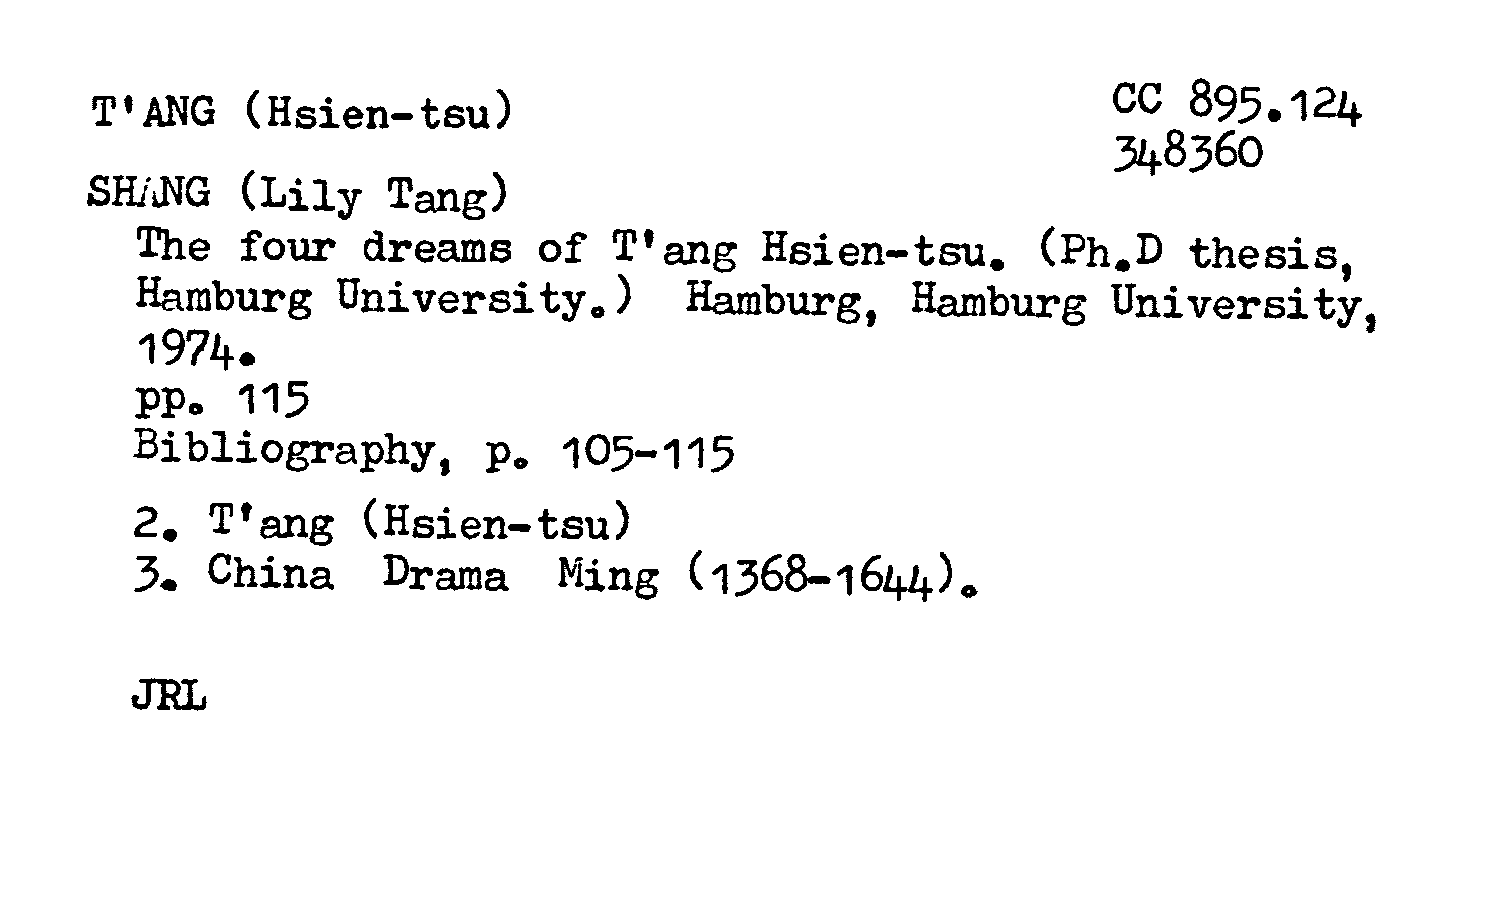 T'ANG (Hsien-tsu)
CC 895.124
348360
SHANG (Lily Tang)
The four dreams of T'ang Hsien-tsu. (Ph.D thesis,
Hamburg University.) Hamburg, Hamburg University,
1974.
pp. 115
Bibliography, p. 105-115
2. T'ang (Hsien-tsu)
3. China Drama Ming (1368-1644).
JRL